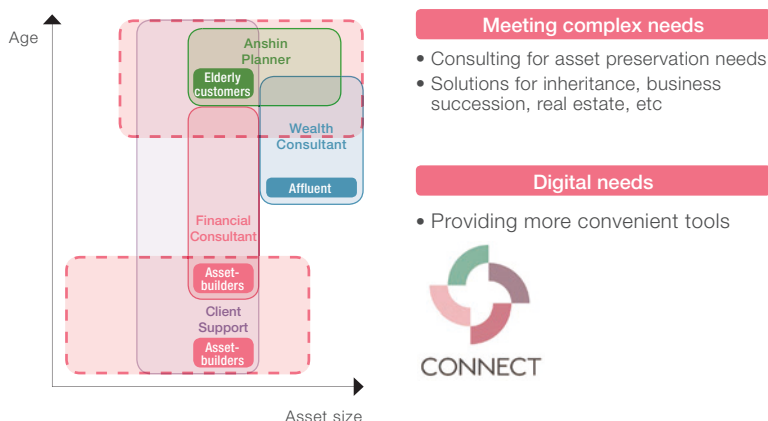 Age
Anshin
Planner
Elderly
customers
Wealth
Consultant
Affluent
Financial
Consultant
Asset-
builders
Client
Support
Asset-
builders
Asset size
Meeting complex needs
• Consulting for asset preservation needs
• Solutions for inheritance, business
succession, real estate, etc
Digital needs
• Providing more convenient tools
CONNECT